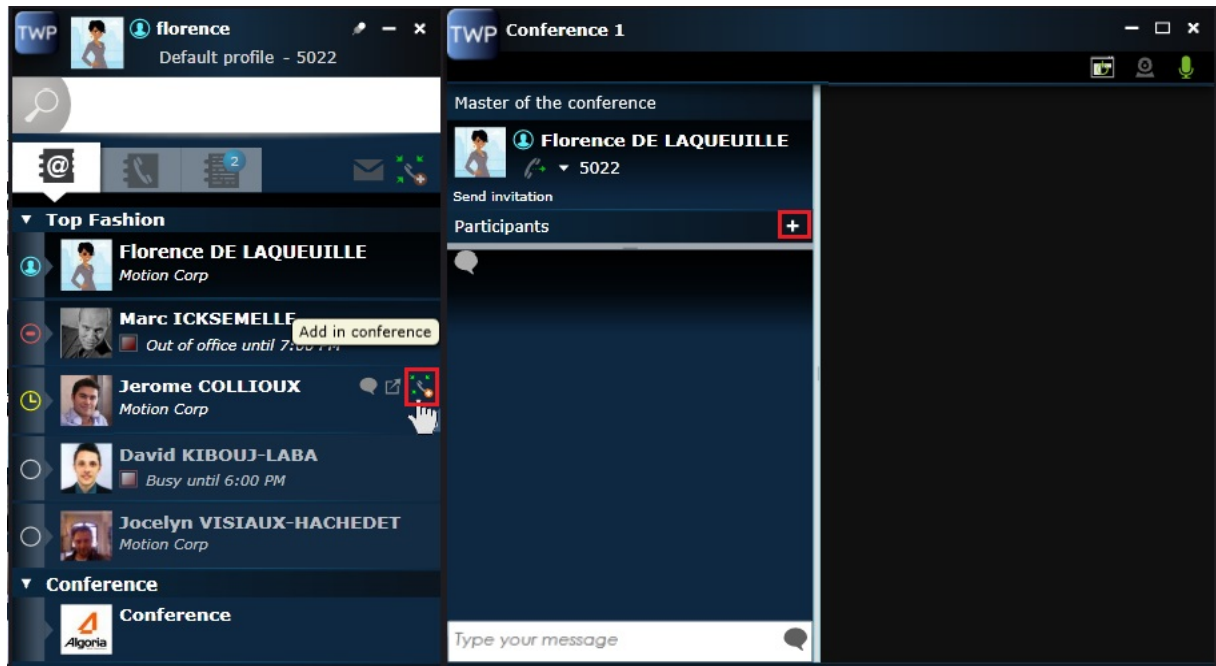 TWP
florence
Default profile - 5022
@
2
Top Fashion
Florence DE LAQUEUILLE
Motion Corp
Marc ICKSEMELLE
Add in conference
Out of office until 7:00 PM
Jerome COLLIOUX
Motion Corp
David KIBOUJ-LABA
Busy until 6:00 PM
Jocelyn VISIAUX-HACHEDET
Motion Corp
Conference
Conference
Algoria
TWP
Conference 1
Master of the conference
Florence DE LAQUEUILLE
5022
Send invitation
Participants
Type your message